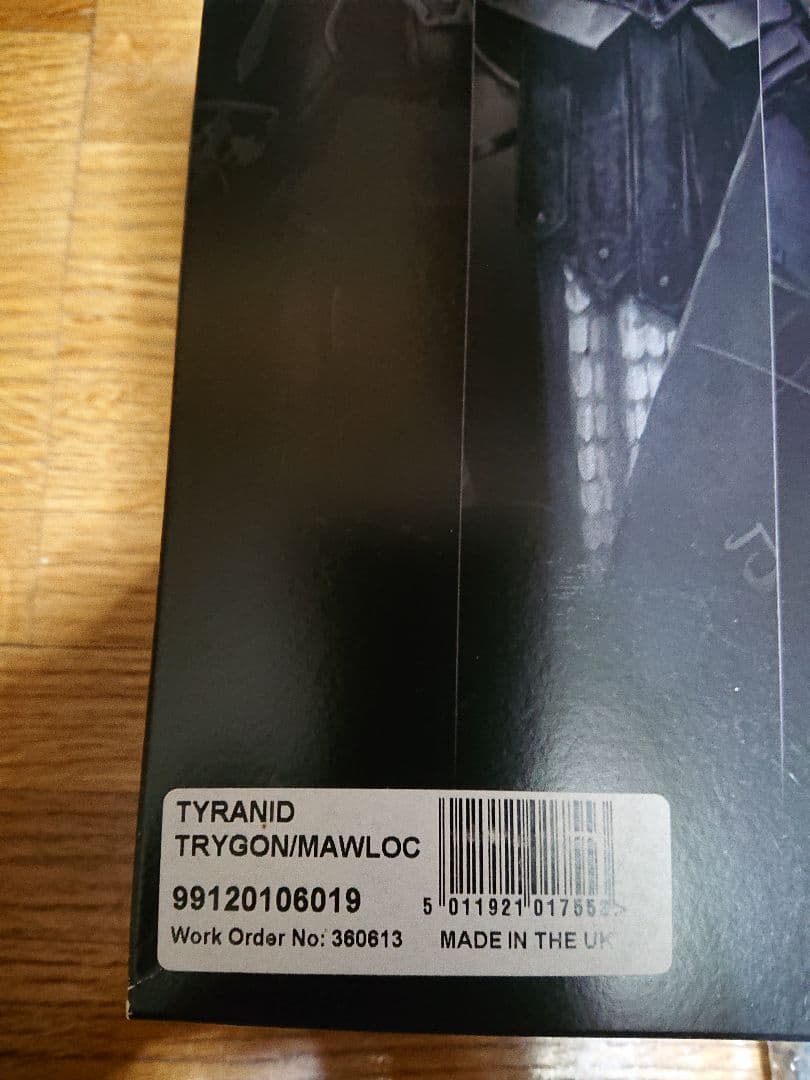 TYRANID
TRYGON/MAWLOC
99120106019
Work Order No: 360613
5 011921 01755
MADE IN THE UK